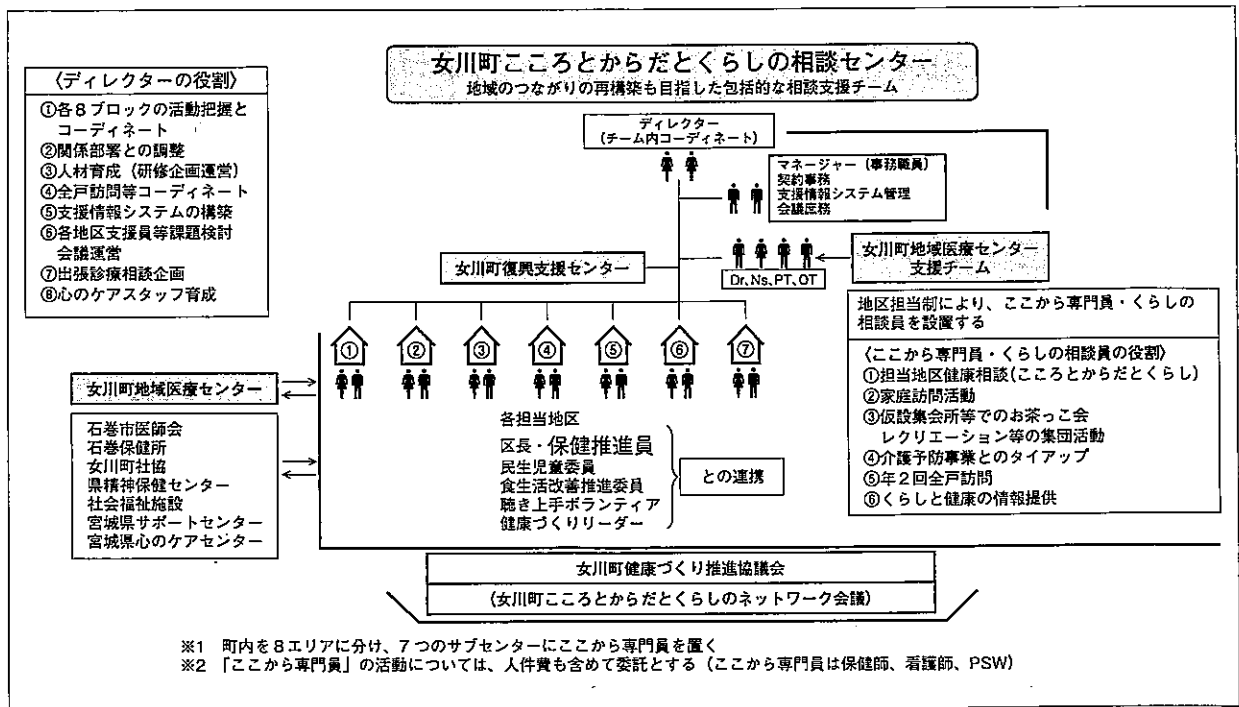 女川町こころとからだとくらしの相談センター
地域のつながりの再構築も目指した包括的な相談支援チーム
〈ディレクターの役割〉
①各8ブロックの活動把握と
コーディネート
②関係部署との調整
③人材育成（研修企画運営）
④全戸訪問等コーディネート
⑤支援情報システムの構築
⑥各地区支援員等課題検討
会議運営
⑦出張診療相談企画
⑧心のケアスタッフ育成
ディレクター
（チーム内コーディネート）
マネージャー（事務職員）
契約事務
支援情報システム管理
会議庶務
女川町復興支援センター
Dr、Ns、PT、OT
女川町地域医療センター
支援チーム
地区担当制により、ここから専門員・くらしの
相談員を設置する
〈ここから専門員・くらしの相談員の役割〉
①担当地区健康相談（こころとからだとくらし）
②家庭訪問活動
③仮設集会所等でのお茶っこ会
レクリエーション等の集団活動
④介護予防事業とのタイアップ
⑤年2回全戸訪問
⑥くらしと健康の情報提供
① ② ③ ④ ⑤ ⑥ ⑦
女川町地域医療センター
石巻市医師会
石巻保健所
女川町社協
県精神保健センター
社会福祉施設
宮城県サポートセンター
宮城県心のケアセンター
各担当地区
区長・保健推進員
民生児童委員
食生活改善推進委員
聴き上手ボランティア
健康づくりリーダー
との連携
女川町健康づくり推進協議会
（女川町こころとからだとくらしのネットワーク会議）
※1 町内を8エリアに分け、7つのサブセンターにここから専門員を置く
※2 「ここから専門員」の活動については、人件費も含めて委託とする（ここから専門員は保健師、看護師、PSW）